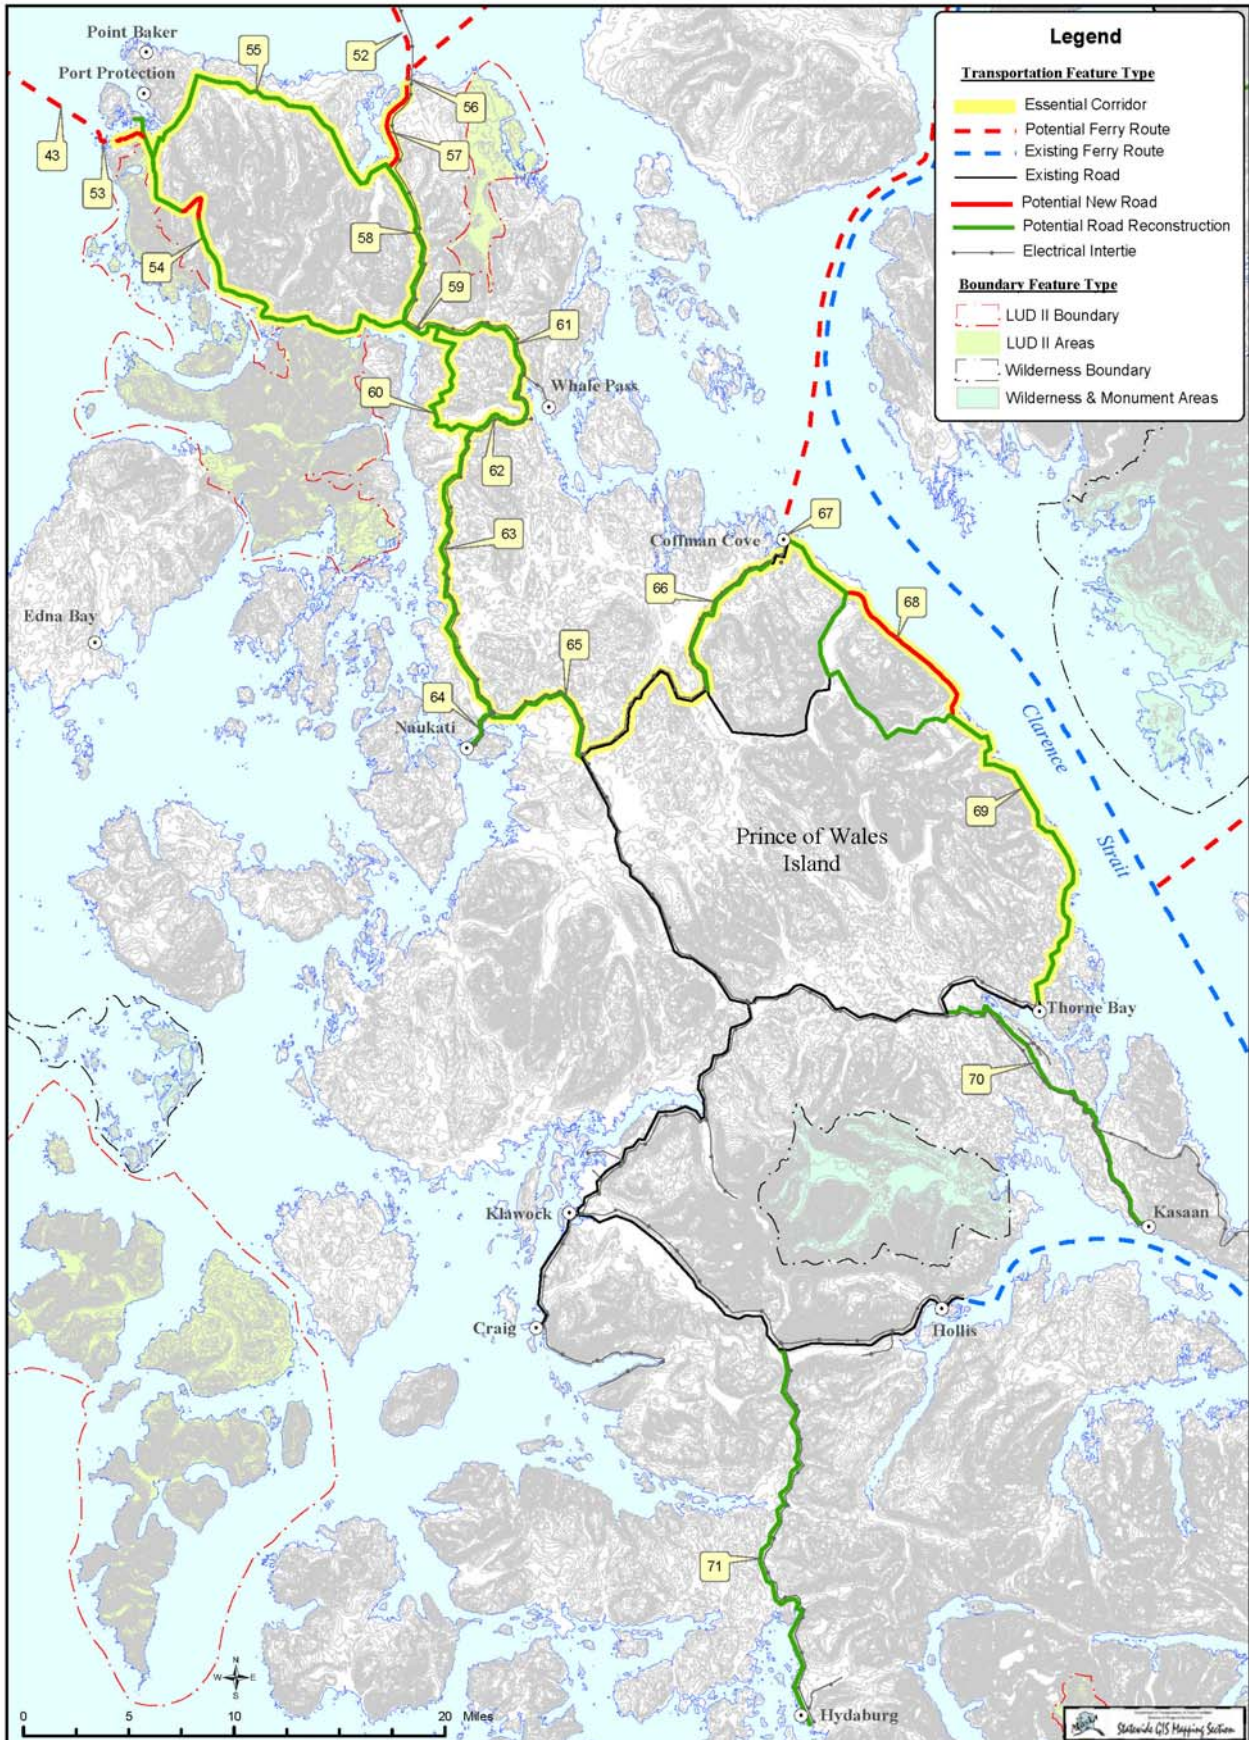 Point Baker
55
52
Port Protection
56
43
57
53
58
54
59
61
Whale Pass
60
62
63
67
Coffman Cove
66
68
Edna Bay
65
64
Naukati
Clarence
Strait
69
Prince of Wales
Island
Thorne Bay
70
Klawock
Kasaan
Craig
Hollis
71
Hydaburg
Legend
Transportation Feature Type
Essential Corridor
Potential Ferry Route
Existing Ferry Route
Existing Road
Potential New Road
Potential Road Reconstruction
Electrical Intertie
Boundary Feature Type
LUD II Boundary
LUD II Areas
Wilderness Boundary
Wilderness & Monument Areas
N
W E
S
0 5 10 20 Miles
Statewide GIS Mapping Section